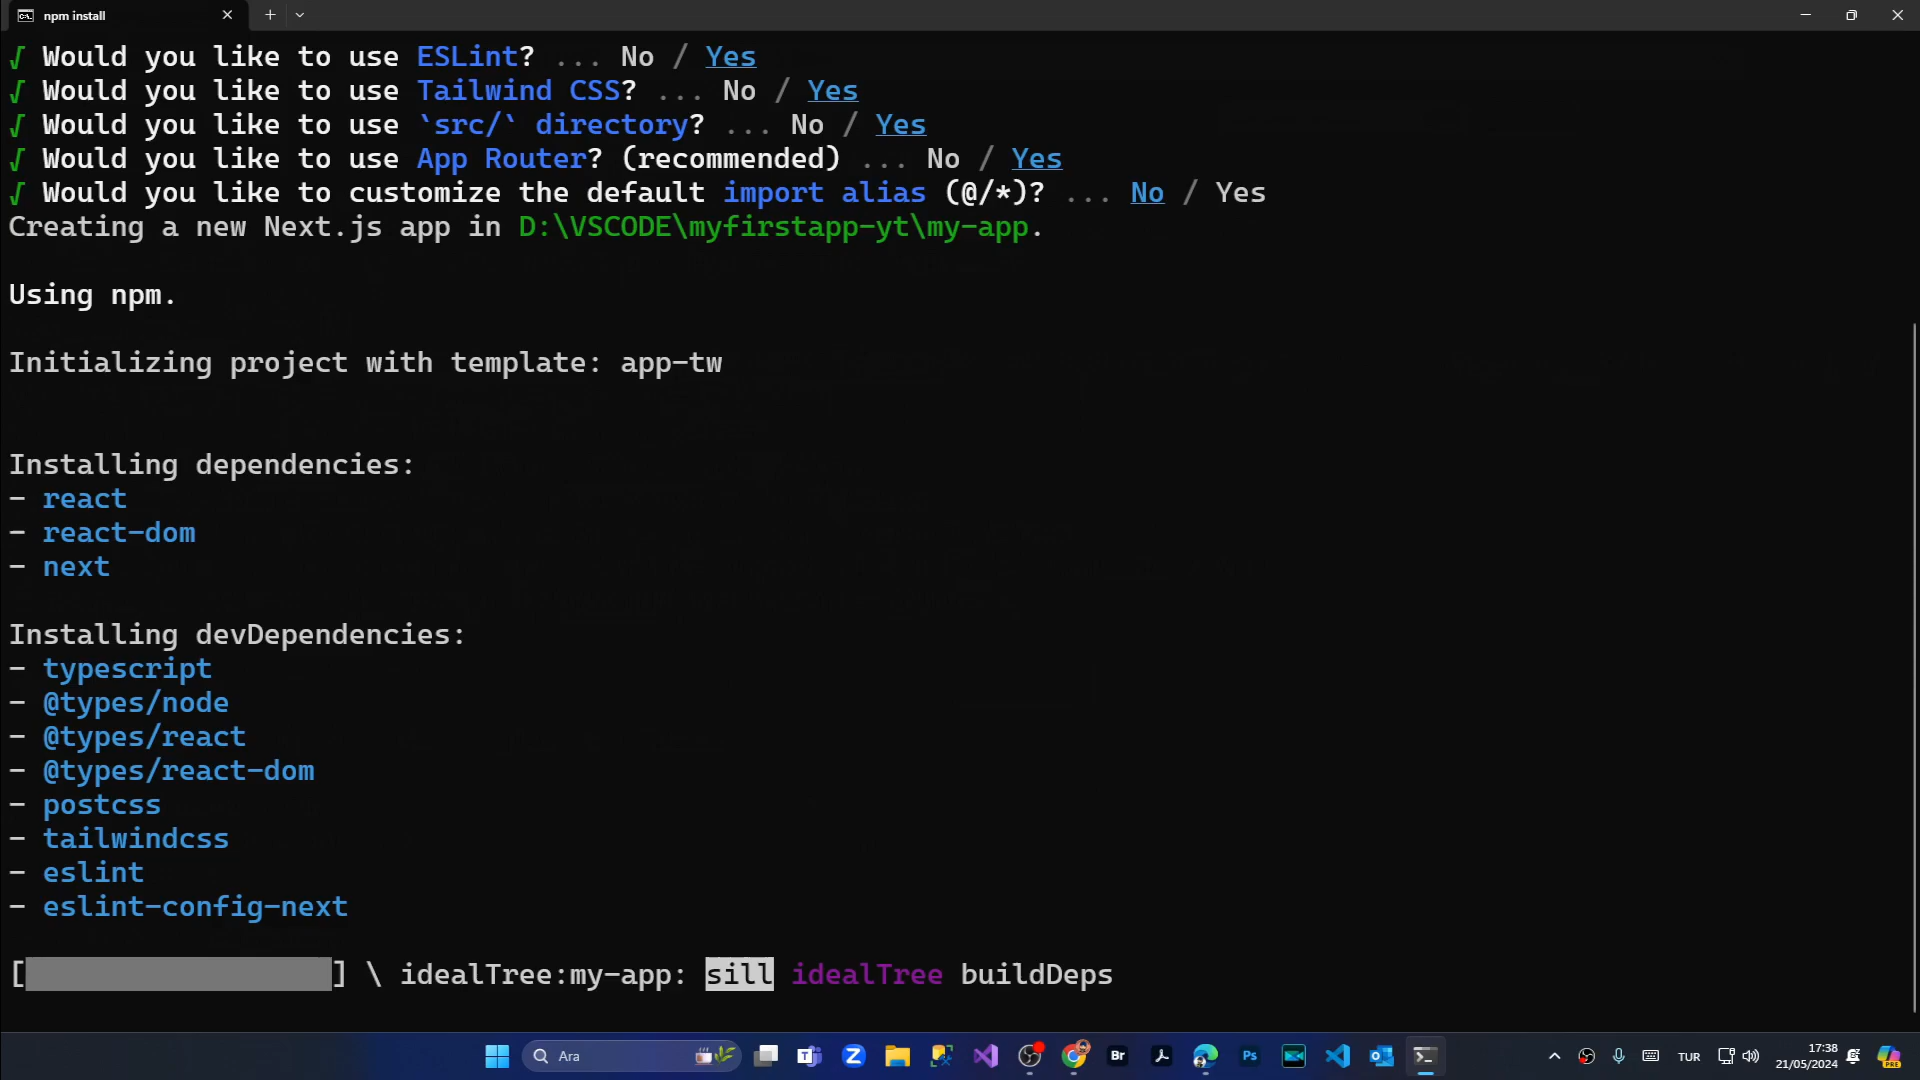 npm install
√ Would you like to use ESLint? ... No / Yes
√ Would you like to use Tailwind CSS? ... No / Yes
√ Would you like to use `src/` directory? ... No / Yes
√ Would you like to use App Router? (recommended) ... No / Yes
√ Would you like to customize the default import alias (@/*)? ... No / Yes
Creating a new Next.js app in D:\VSCODE\myfirstapp-yt\my-app.
Using npm.
Initializing project with template: app-tw
Installing dependencies:
- react
- react-dom
- next
Installing devDependencies:
- typescript
- @types/node
- @types/react
- @types/react-dom
- postcss
- tailwindcss
- eslint
- eslint-config-next
[                  ] \ idealTree:my-app: sill idealTree buildDeps
Ara
Br
Ps
TUR
17:38
21/05/2024
PRE